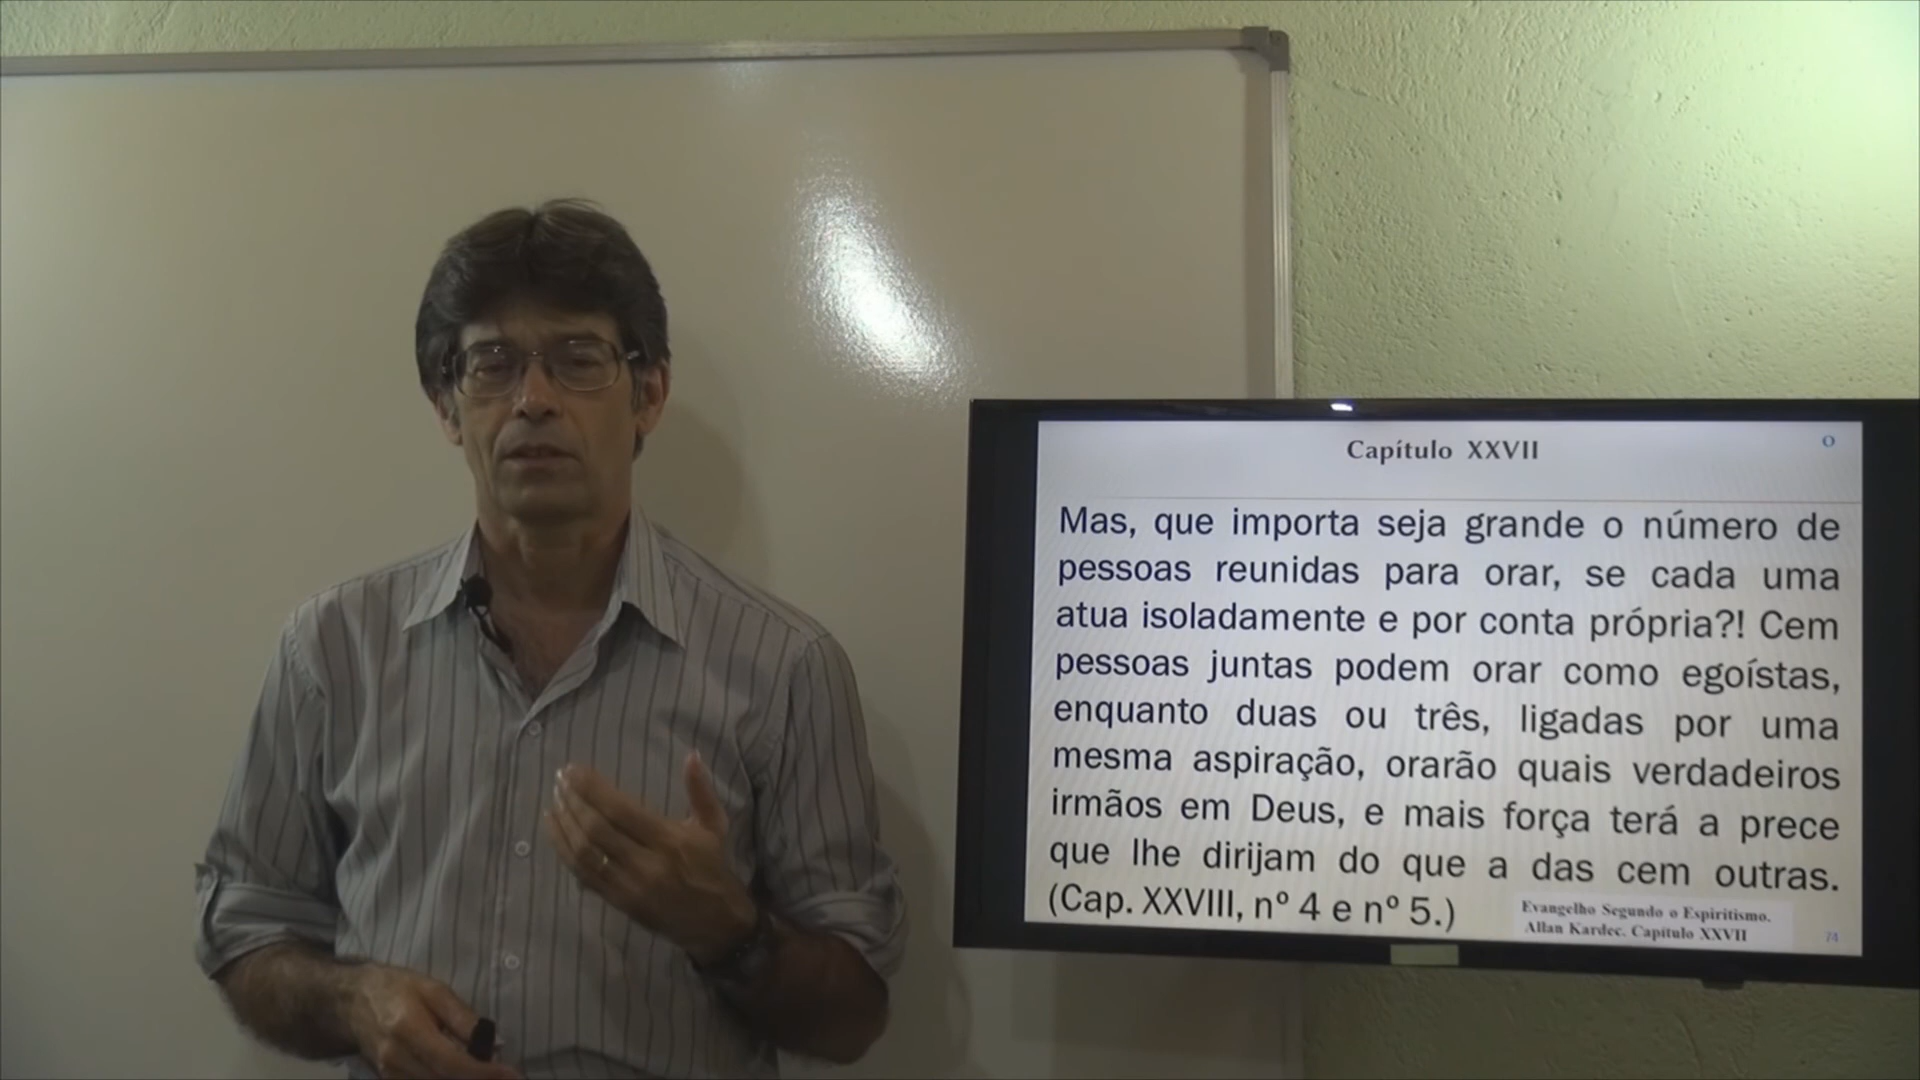 Capítulo XXVII
O
Mas, que importa seja grande o número de
pessoas reunidas para orar, se cada uma
atua isoladamente e por conta própria?! Cem
pessoas juntas podem orar como egoístas,
enquanto duas ou três, ligadas por uma
mesma aspiração, orarão quais verdadeiros
irmãos em Deus, e mais força terá a prece
que lhe dirijam do que a das cem outras.
(Cap. XXVIII, nº 4 e nº 5.)
Evangelho Segundo o Espiritismo.
Allan Kardec. Capítulo XXVII
74